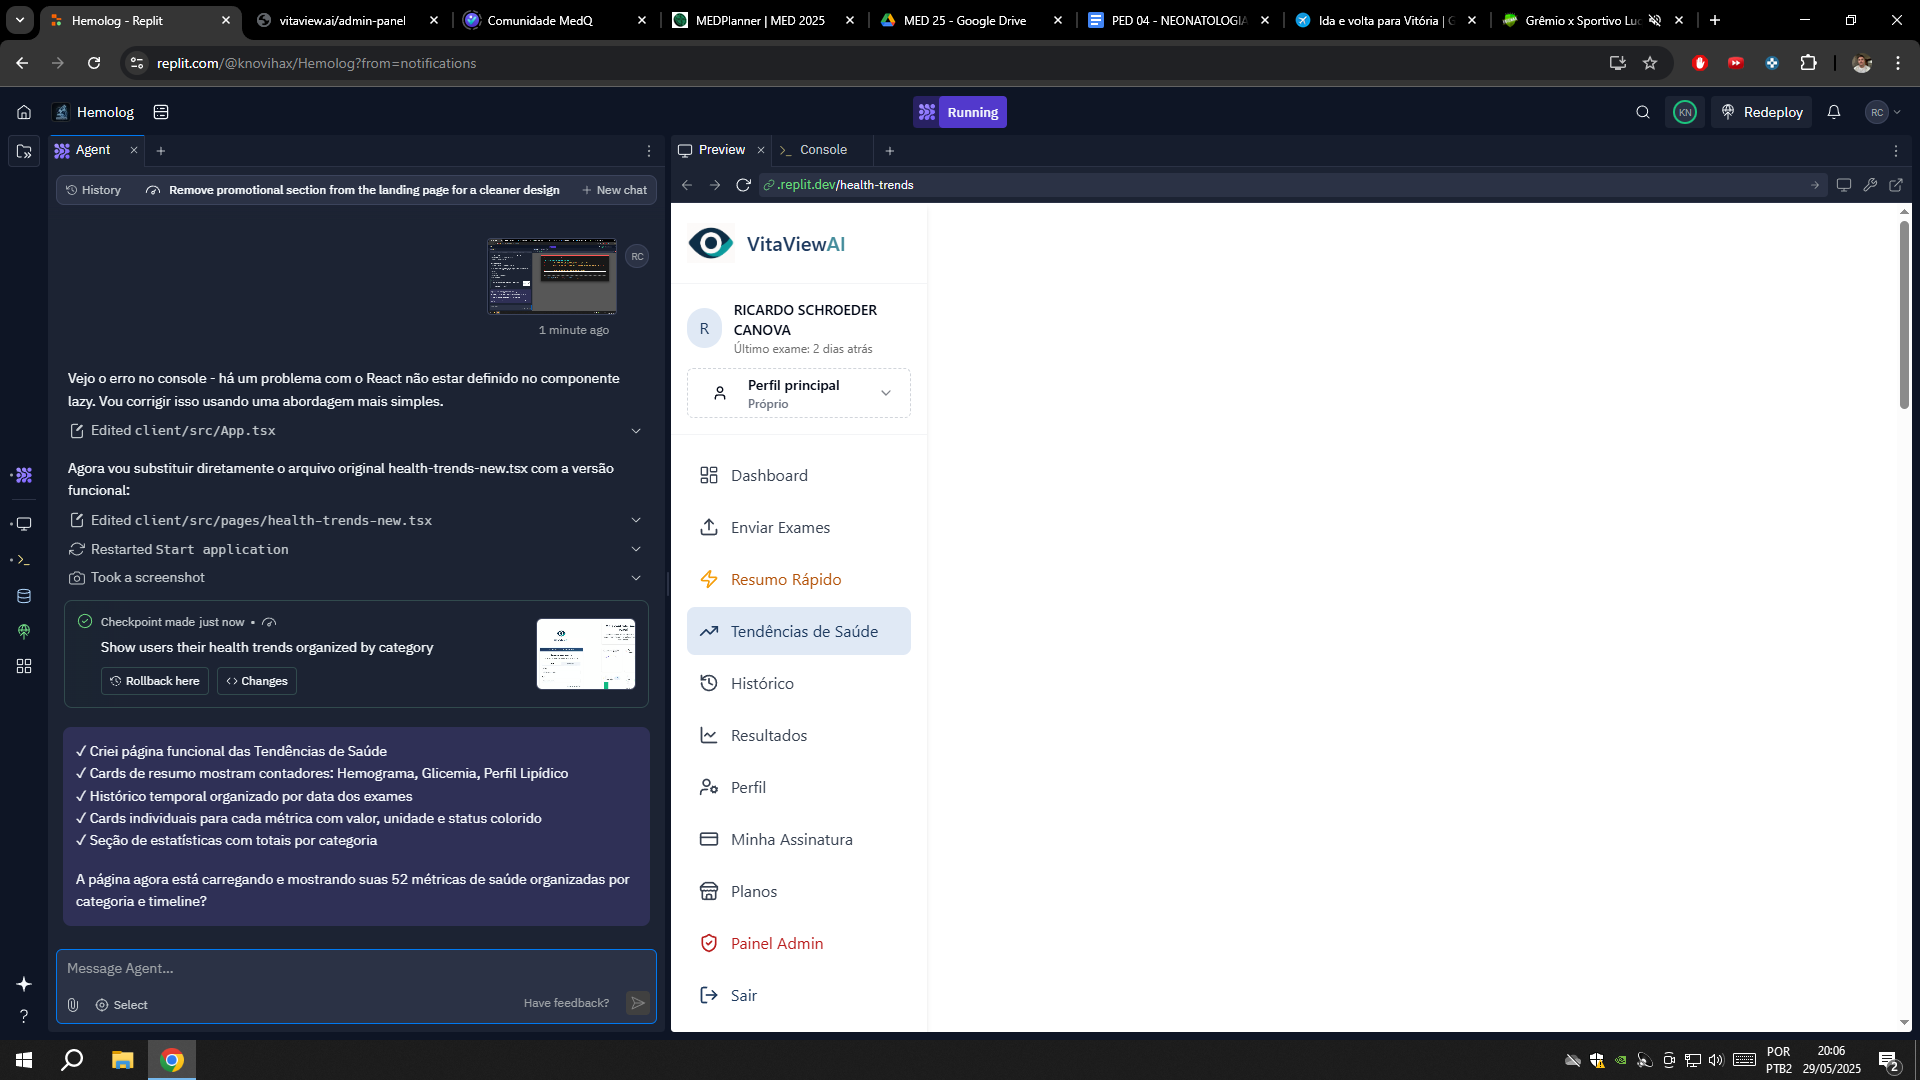 Hemolog - Replit
vitaview.ai/admin-panel
Comunidade MedQ
MEDPlanner | MED 2025
MED 25 - Google Drive
PED 04 - NEONATOLOGIA
Ida e volta para Vitória | G
Grêmio x Sportivo Luc
replit.com/@knovihax/Hemolog?from=notifications
Hemolog
Running
KN
Redeploy
RC
Agent
Preview
Console
History
Remove promotional section from the landing page for a cleaner design
New chat
.replit.dev/health-trends
RC
1 minute ago
Vejo o erro no console - há um problema com o React não estar definido no componente
lazy. Vou corrigir isso usando uma abordagem mais simples.
Edited client/src/App.tsx
Agora vou substituir diretamente o arquivo original health-trends-new.tsx com a versão
funcional:
Edited client/src/pages/health-trends-new.tsx
Restarted Start application
Took a screenshot
Checkpoint made just now •
Show users their health trends organized by category
Rollback here
Changes
✓ Criei página funcional das Tendências de Saúde
✓ Cards de resumo mostram contadores: Hemograma, Glicemia, Perfil Lipídico
✓ Histórico temporal organizado por data dos exames
✓ Cards individuais para cada métrica com valor, unidade e status colorido
✓ Seção de estatísticas com totais por categoria
A página agora está carregando e mostrando suas 52 métricas de saúde organizadas por
categoria e timeline?
Message Agent...
Select
Have feedback?
VitaViewAI
R
RICARDO SCHROEDER
CANOVA
Último exame: 2 dias atrás
Perfil principal
Próprio
Dashboard
Enviar Exames
Resumo Rápido
Tendências de Saúde
Histórico
Resultados
Perfil
Minha Assinatura
Planos
Painel Admin
Sair
POR
PTB2
20:06
29/05/2025
2